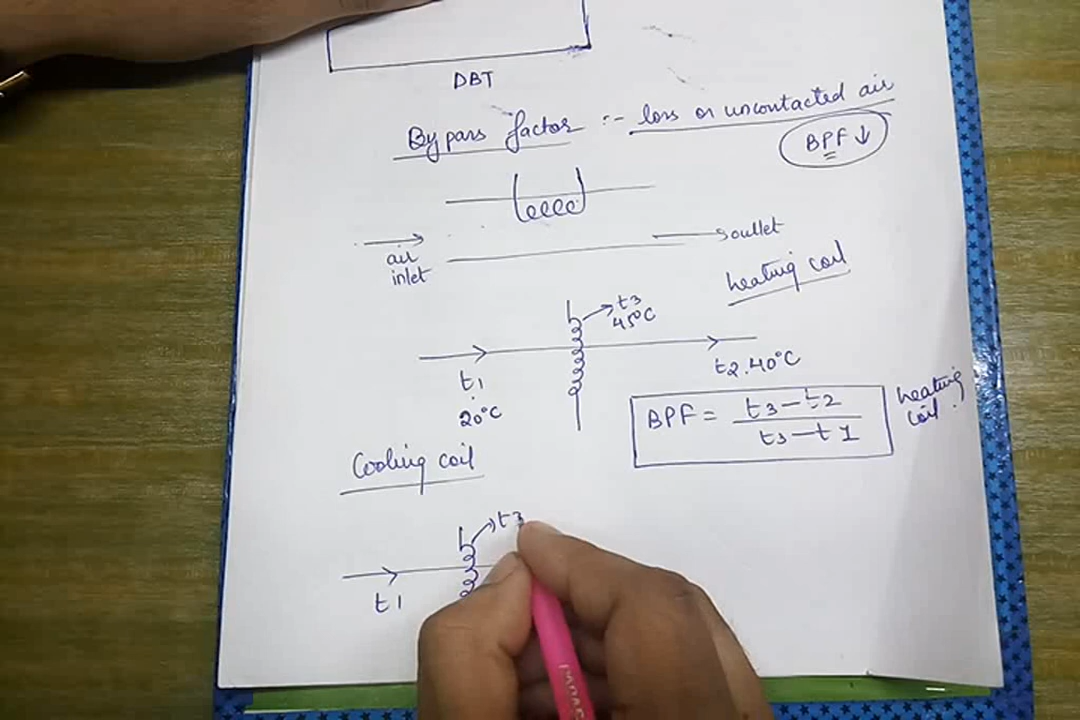 DBT
By pass factor :- loss or uncontacted air
BPF ↓
air
inlet
outlet
heating coil
t3
45°C
t1
20°C
t2.40°C
BPF = t3-t2 / t3-t1
heating
coil.
Cooling coil
t3
t1